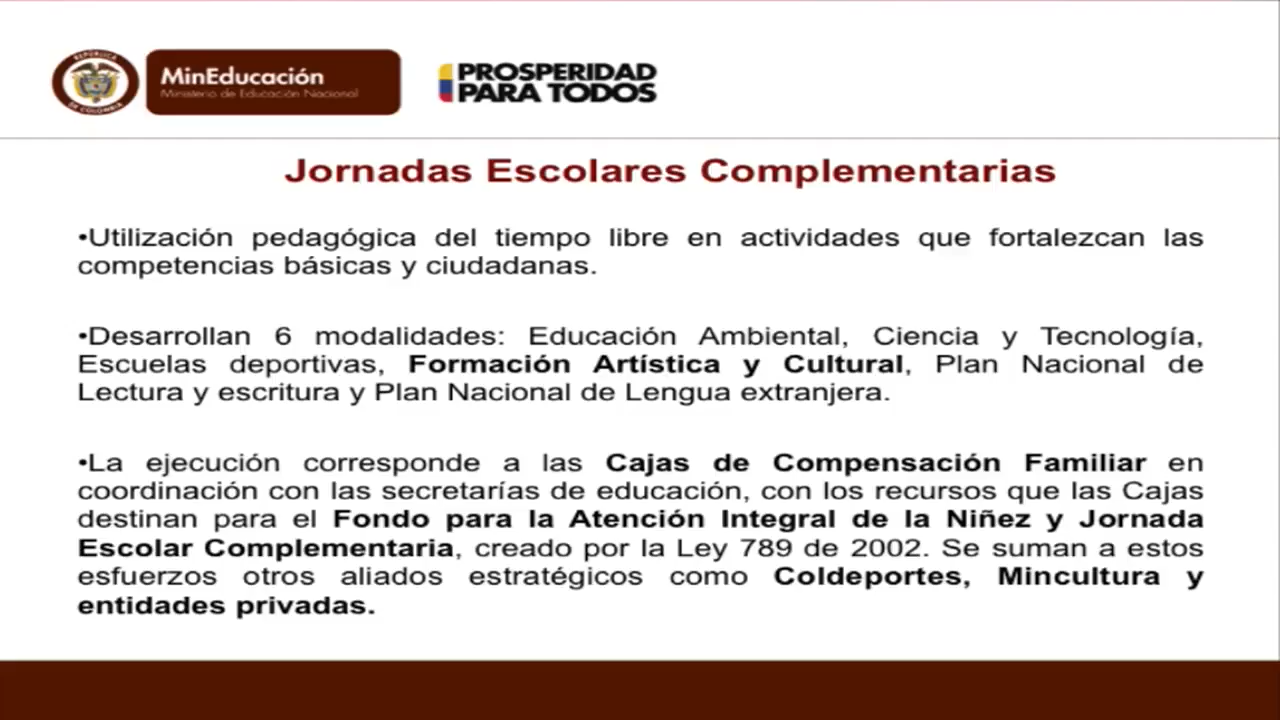 REPÚBLICA
DE COLOMBIA
MinEducación
Ministerio de Educación Nacional
PROSPERIDAD
PARA TODOS
Jornadas Escolares Complementarias
•Utilización pedagógica del tiempo libre en actividades que fortalezcan las
competencias básicas y ciudadanas.
•Desarrollan 6 modalidades: Educación Ambiental, Ciencia y Tecnología,
Escuelas deportivas, Formación Artística y Cultural, Plan Nacional de
Lectura y escritura y Plan Nacional de Lengua extranjera.
•La ejecución corresponde a las Cajas de Compensación Familiar en
coordinación con las secretarías de educación, con los recursos que las Cajas
destinan para el Fondo para la Atención Integral de la Niñez y Jornada
Escolar Complementaria, creado por la Ley 789 de 2002. Se suman a estos
esfuerzos otros aliados estratégicos como Coldeportes, Mincultura y
entidades privadas.